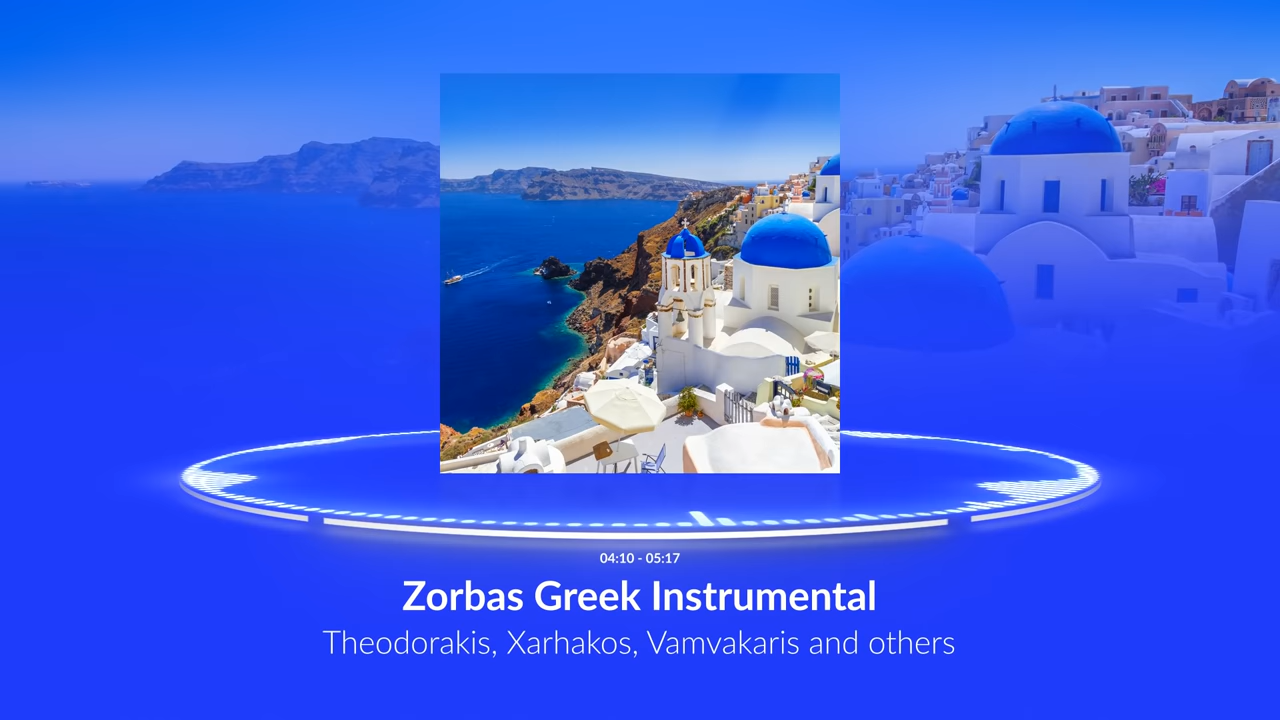 04:10 - 05:17
Zorbas Greek Instrumental
Theodorakis, Xarhakos, Vamvakaris and others